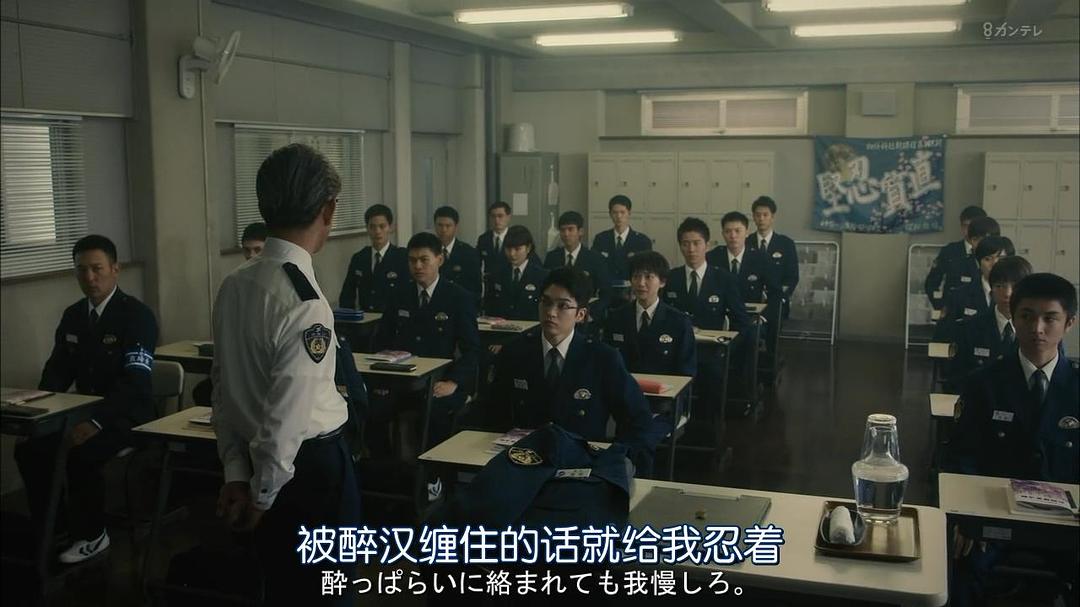 8カンテレ
堅忍質直
被醉汉缠住的话就给我忍着
酔っぱらいに絡まれても我慢しろ。